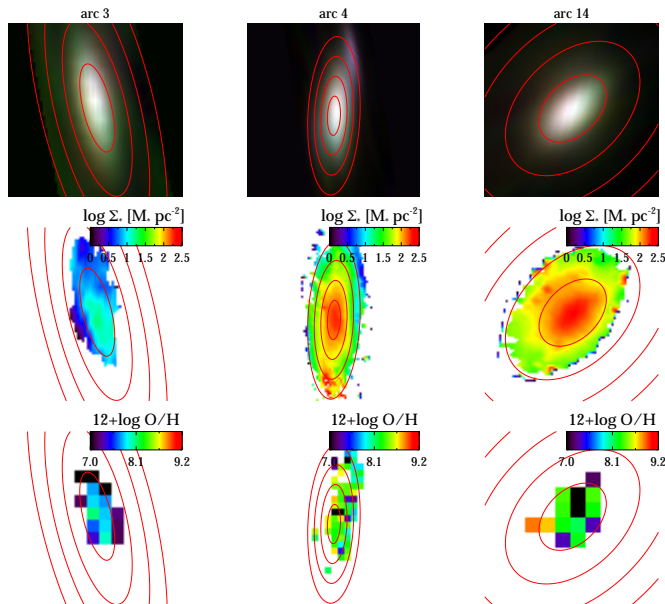 arc 3
arc 4
arc 14
log Σ* [M* pc⁻²]
0 0.5 1 1.5 2 2.5
log Σ* [M* pc⁻²]
0 0.5 1 1.5 2 2.5
log Σ* [M* pc⁻²]
0 0.5 1 1.5 2 2.5
12+log O/H
7.0 8.1 9.2
12+log O/H
7.0 8.1 9.2
12+log O/H
7.0 8.1 9.2